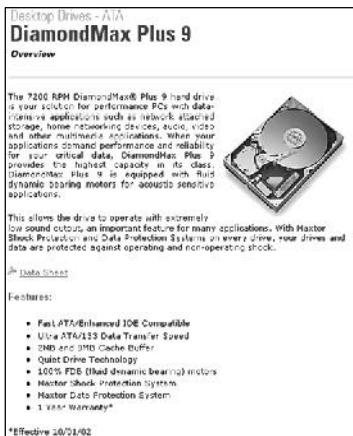 Desktop Drives - ATA
DiamondMax Plus 9
Overview
The 7200 RPM DiamondMax® Plus 9 hard drive
is your solution for performance PCs with data-
intensive applications such as network attached
storage, home networking devices, audio, video
and other multimedia applications. When your
applications demand performance and reliability
for your critical data, DiamondMax Plus 9
provides the highest capacity in its class.
DiamondMax Plus 9 is equipped with fluid
dynamic bearing motors for acoustic sensitive
applications.
This allows the drive to operate with extremely
low sound output, an important feature for many applications. With Maxtor
Shock Protection and Data Protection Systems on every drive, your drives and
data are protected against operating and non-operating shock.
Data Sheet
Features:
• Fast ATA/Enhanced IDE Compatible
• Ultra ATA/133 Data Transfer Speed
• 2MB and 8MB Cache Buffer
• Quiet Drive Technology
• 100% FDB (fluid dynamic bearing) motors
• Maxtor Shock Protection System
• Maxtor Data Protection System
• 1 Year Warranty*
*Effective 10/01/02